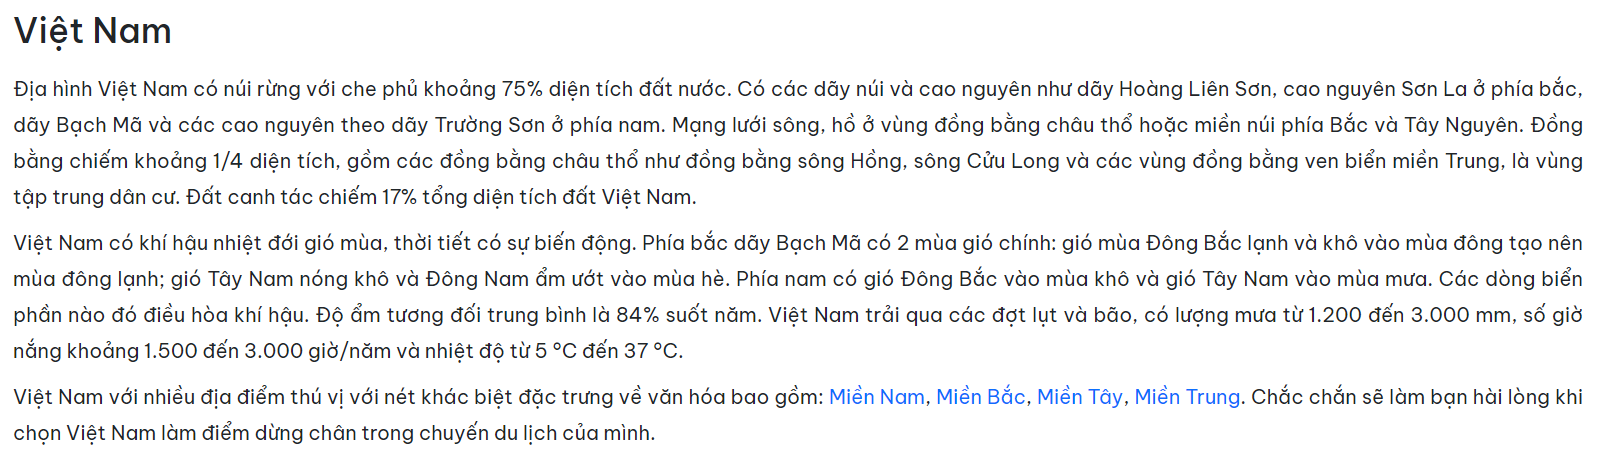 Việt Nam
Địa hình Việt Nam có núi rừng với che phủ khoảng 75% diện tích đất nước. Có các dãy núi và cao nguyên như dãy Hoàng Liên Sơn, cao nguyên Sơn La ở phía bắc,
dãy Bạch Mã và các cao nguyên theo dãy Trường Sơn ở phía nam. Mạng lưới sông, hồ ở vùng đồng bằng châu thổ hoặc miền núi phía Bắc và Tây Nguyên. Đồng
bằng chiếm khoảng 1/4 diện tích, gồm các đồng bằng châu thổ như đồng bằng sông Hồng, sông Cửu Long và các vùng đồng bằng ven biển miền Trung, là vùng
tập trung dân cư. Đất canh tác chiếm 17% tổng diện tích đất Việt Nam.
Việt Nam có khí hậu nhiệt đới gió mùa, thời tiết có sự biến động. Phía bắc dãy Bạch Mã có 2 mùa gió chính: gió mùa Đông Bắc lạnh và khô vào mùa đông tạo nên
mùa đông lạnh; gió Tây Nam nóng khô và Đông Nam ẩm ướt vào mùa hè. Phía nam có gió Đông Bắc vào mùa khô và gió Tây Nam vào mùa mưa. Các dòng biển
phần nào đó điều hòa khí hậu. Độ ẩm tương đối trung bình là 84% suốt năm. Việt Nam trải qua các đợt lụt và bão, có lượng mưa từ 1.200 đến 3.000 mm, số giờ
nắng khoảng 1.500 đến 3.000 giờ/năm và nhiệt độ từ 5 °C đến 37 °C.
Việt Nam với nhiều địa điểm thú vị với nét khác biệt đặc trưng về văn hóa bao gồm: Miền Nam, Miền Bắc, Miền Tây, Miền Trung. Chắc chắn sẽ làm bạn hài lòng khi
chọn Việt Nam làm điểm dừng chân trong chuyến du lịch của mình.